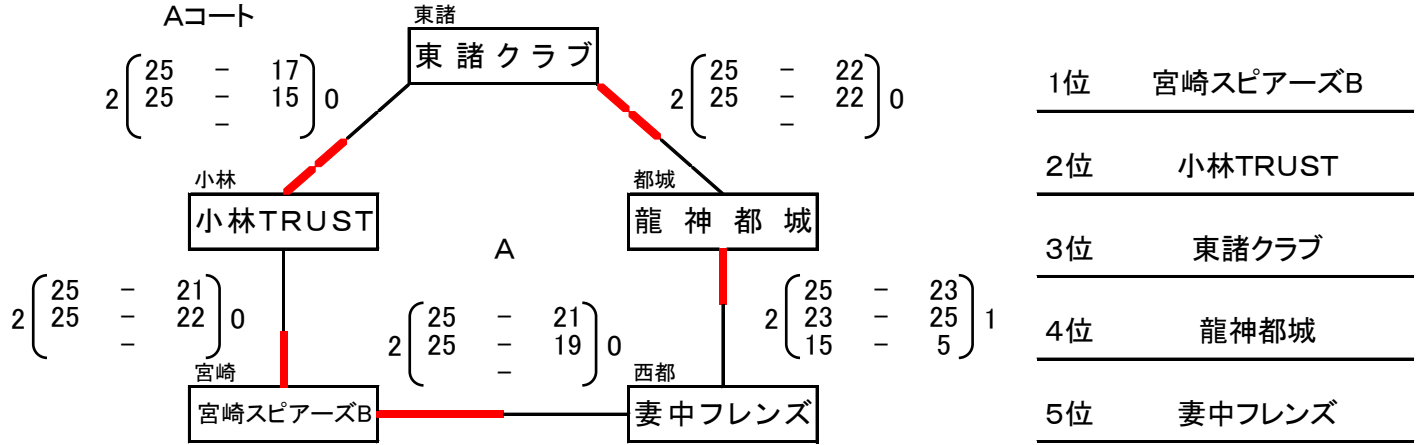 Aコート
東諸
東諸クラブ
2 25 - 17 0
25 - 15
-
2 25 - 22 0
25 - 22
-
小林
小林TRUST
都城
龍神都城
A
2 25 - 21 0
25 - 22
-
2 25 - 21 0
25 - 19
-
2 25 - 23 1
23 - 25
15 - 5
宮崎
宮崎スピアーズB
西都
妻中フレンズ
1位 宮崎スピアーズB
2位 小林TRUST
3位 東諸クラブ
4位 龍神都城
5位 妻中フレンズ